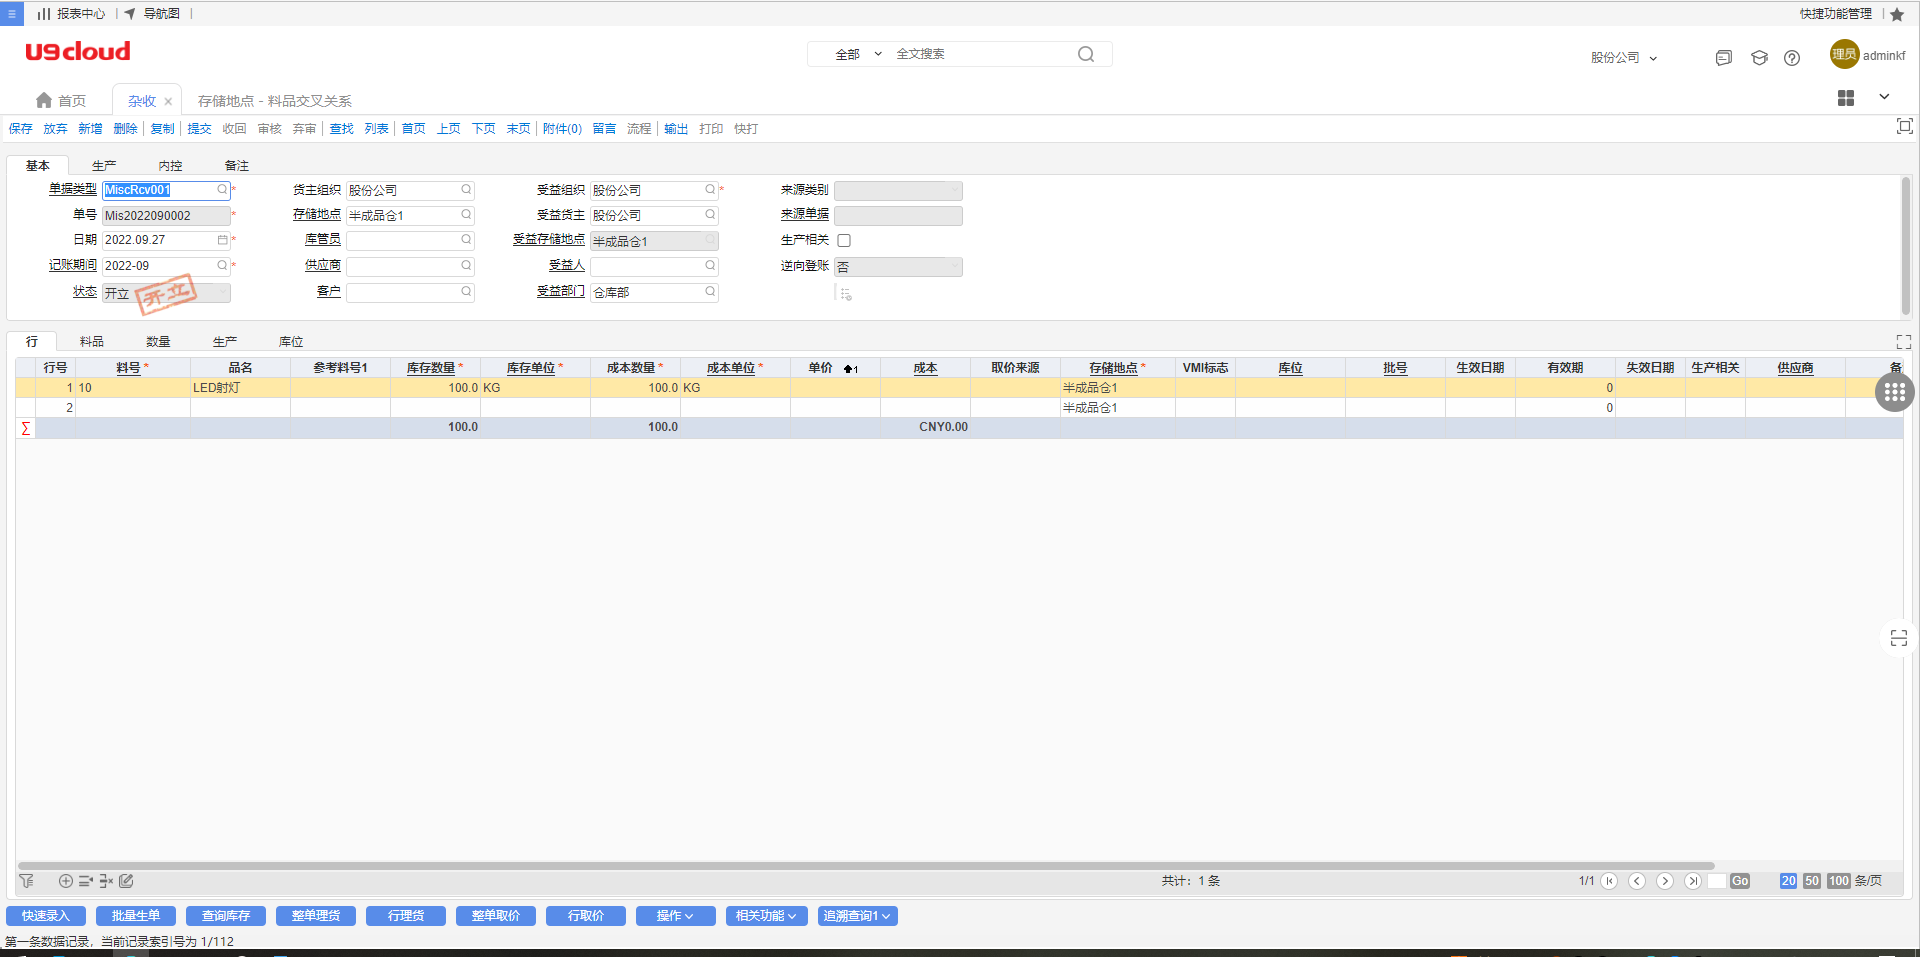 报表中心 | 导航图 | 快捷功能管理
U9cloud 全部 全文搜索 股份公司 理员 adminkf
首页 杂收 × 存储地点 - 料品交叉关系
保存 放弃 新增 删除 复制 提交 收回 审核 弃审 查找 列表 首页 上页 下页 末页 附件(0) 留言 流程 输出 打印 快打
基本 生产 内控 备注
单据类型 MiscRcv001 * 货主组织 股份公司 受益组织 股份公司 * 来源类别
单号 Mis2022090002 * 存储地点 半成品仓1 受益货主 股份公司 来源单据
日期 2022.09.27 * 库管员 受益存储地点 半成品仓1 生产相关
记账期间 2022-09 * 供应商 受益人 逆向登账 否
状态 开立 开立 客户 受益部门 仓库部
行 料品 数量 生产 库位
行号 料号* 品名 参考料号1 库存数量* 库存单位* 成本数量* 成本单位* 单价 1 成本 取价来源 存储地点* VMI标志 库位 批号 生效日期 有效期 失效日期 生产相关 供应商 备
1 10 LED射灯 100.0 KG 100.0 KG 半成品仓1 0
2 半成品仓1 0
∑ 100.0 100.0 CNY0.00
共计：1 条 1/1 Go 20 50 100 条/页
快速录入 批量生单 查询库存 整单理货 行理货 整单取价 行取价 操作 相关功能 追溯查询1
第一条数据记录，当前记录索引号为 1/112